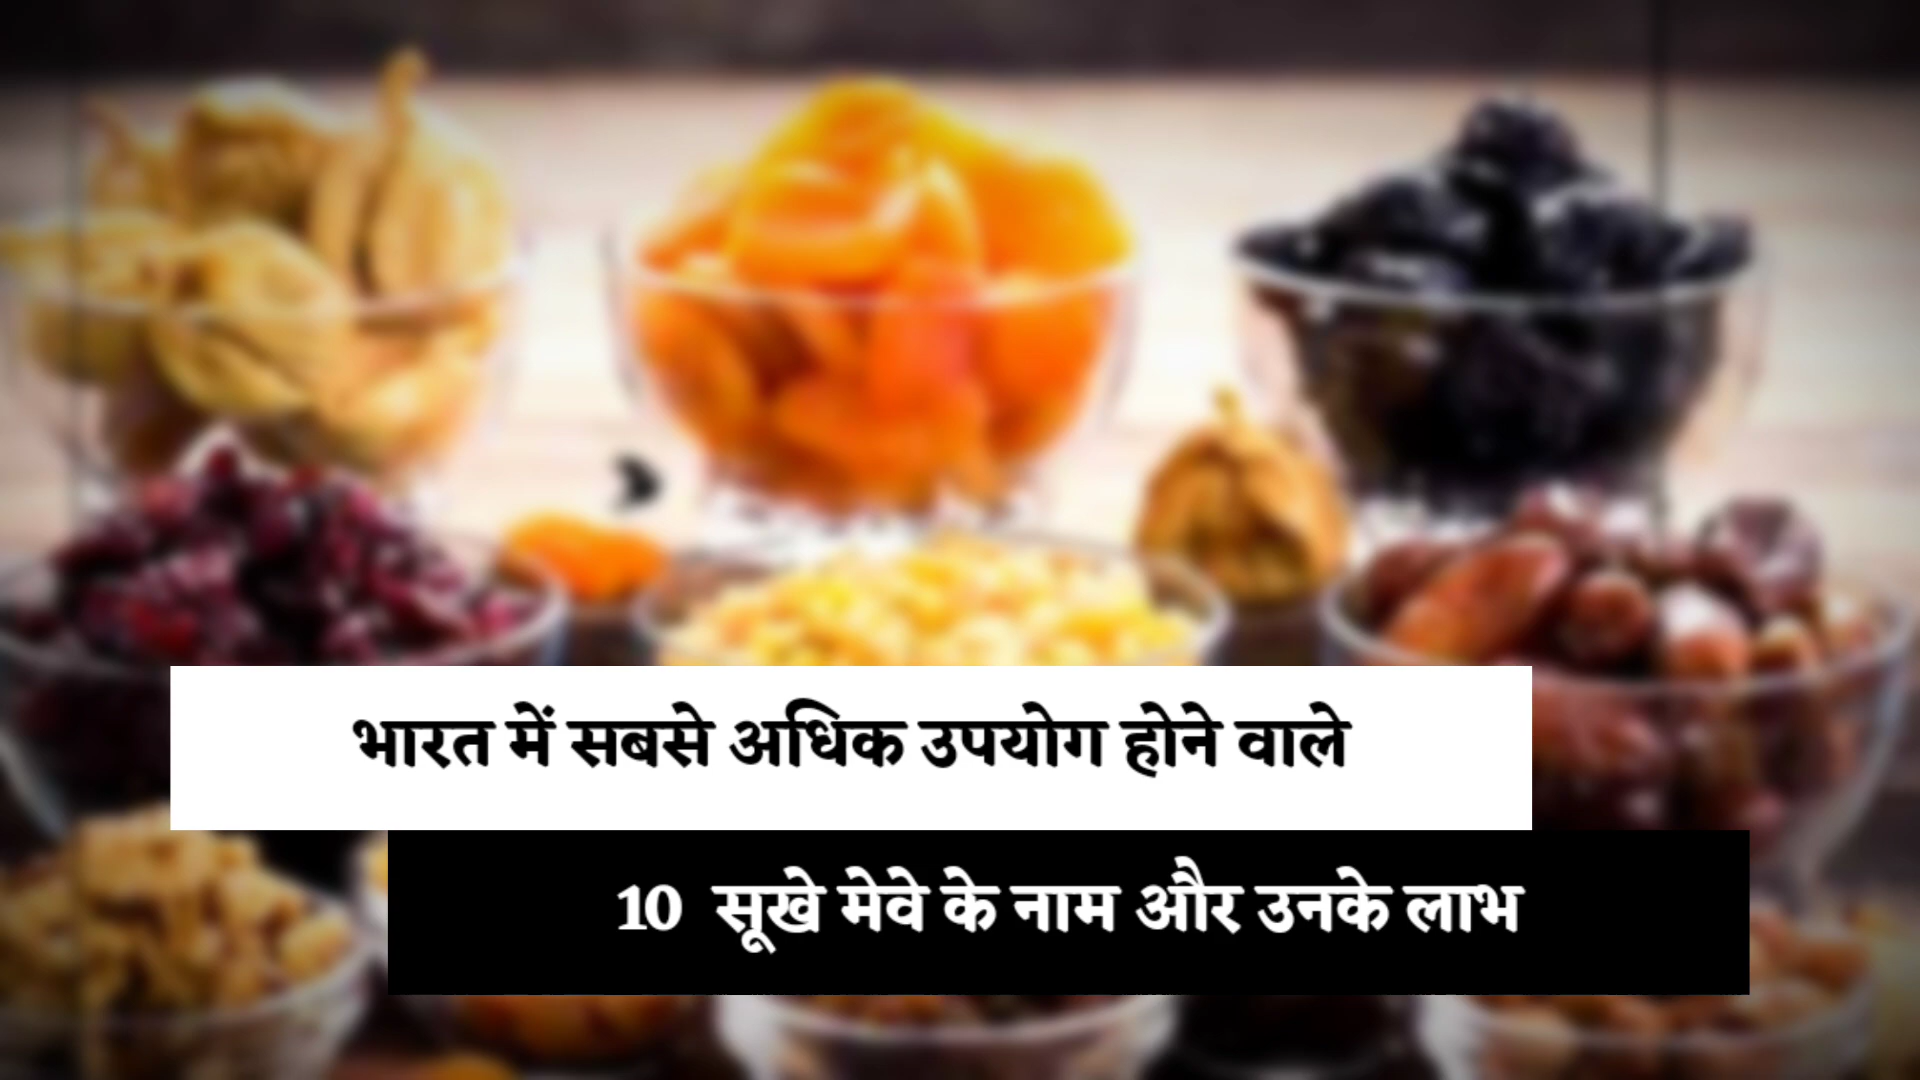 भारत में सबसे अधिक उपयोग होने वाले
10 सूखे मेवे के नाम और उनके लाभ